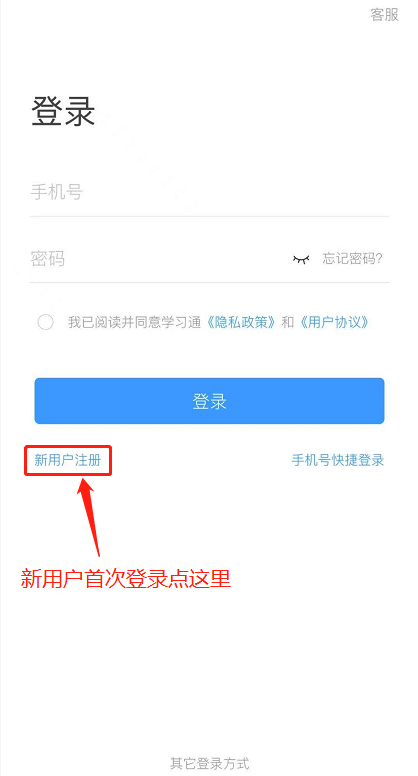 客服
登录
手机号
密码 忘记密码?
我已阅读并同意学习通《隐私政策》和《用户协议》
登录
新用户注册 手机号快捷登录
新用户首次登录点这里
其它登录方式